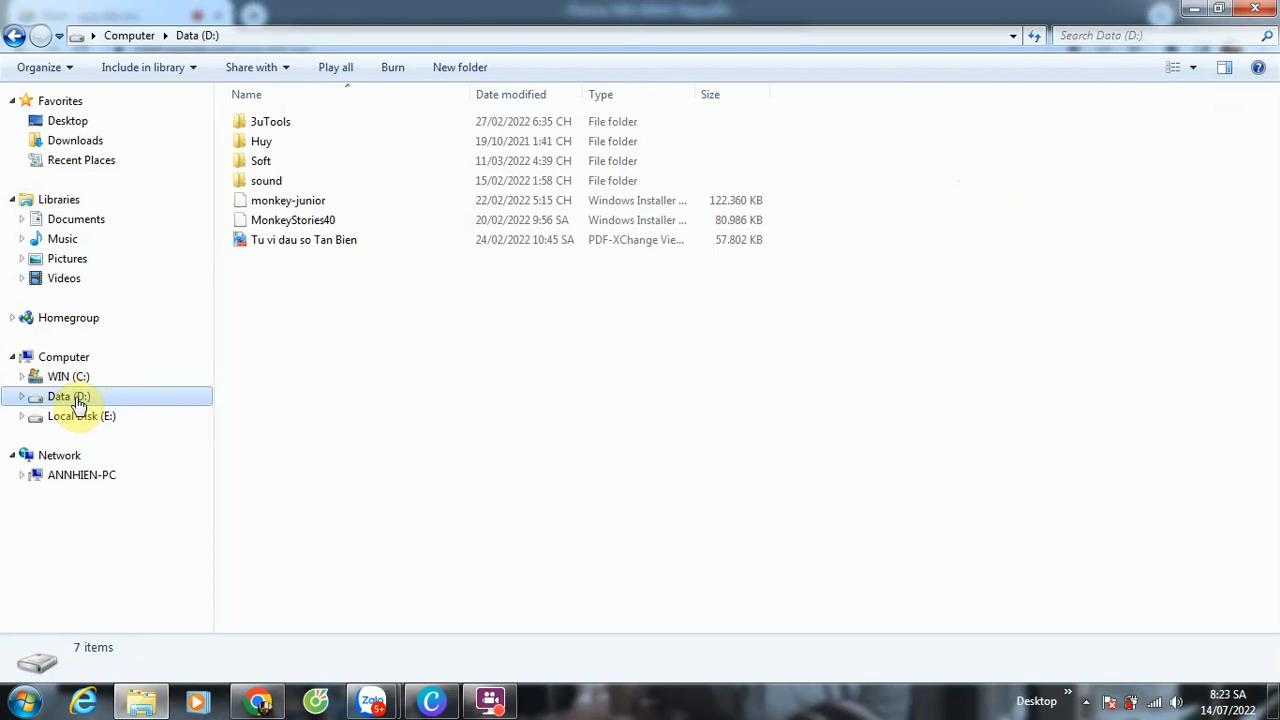 Computer
Data (D:)
Search Data (D:)
Organize
Include in library
Share with
Play all
Burn
New folder
Name
Date modified
Type
Size
Favorites
Desktop
Downloads
Recent Places
Libraries
Documents
Music
Pictures
Videos
Homegroup
Computer
WIN (C:)
Data (D:)
Local Disk (E:)
Network
ANNHIEN-PC
3uTools 27/02/2022 6:35 CH File folder
Huy 19/10/2021 1:41 CH File folder
Soft 11/03/2022 4:39 CH File folder
sound 15/02/2022 1:58 CH File folder
monkey-junior 22/02/2022 5:15 CH Windows Installer ... 122.360 KB
MonkeyStories40 20/02/2022 9:56 SA Windows Installer ... 80.986 KB
Tu vi dau so Tan Bien 24/02/2022 10:45 SA PDF-XChange Vie... 57.802 KB
7 items
Zalo
5+
Desktop
8:23 SA
14/07/2022